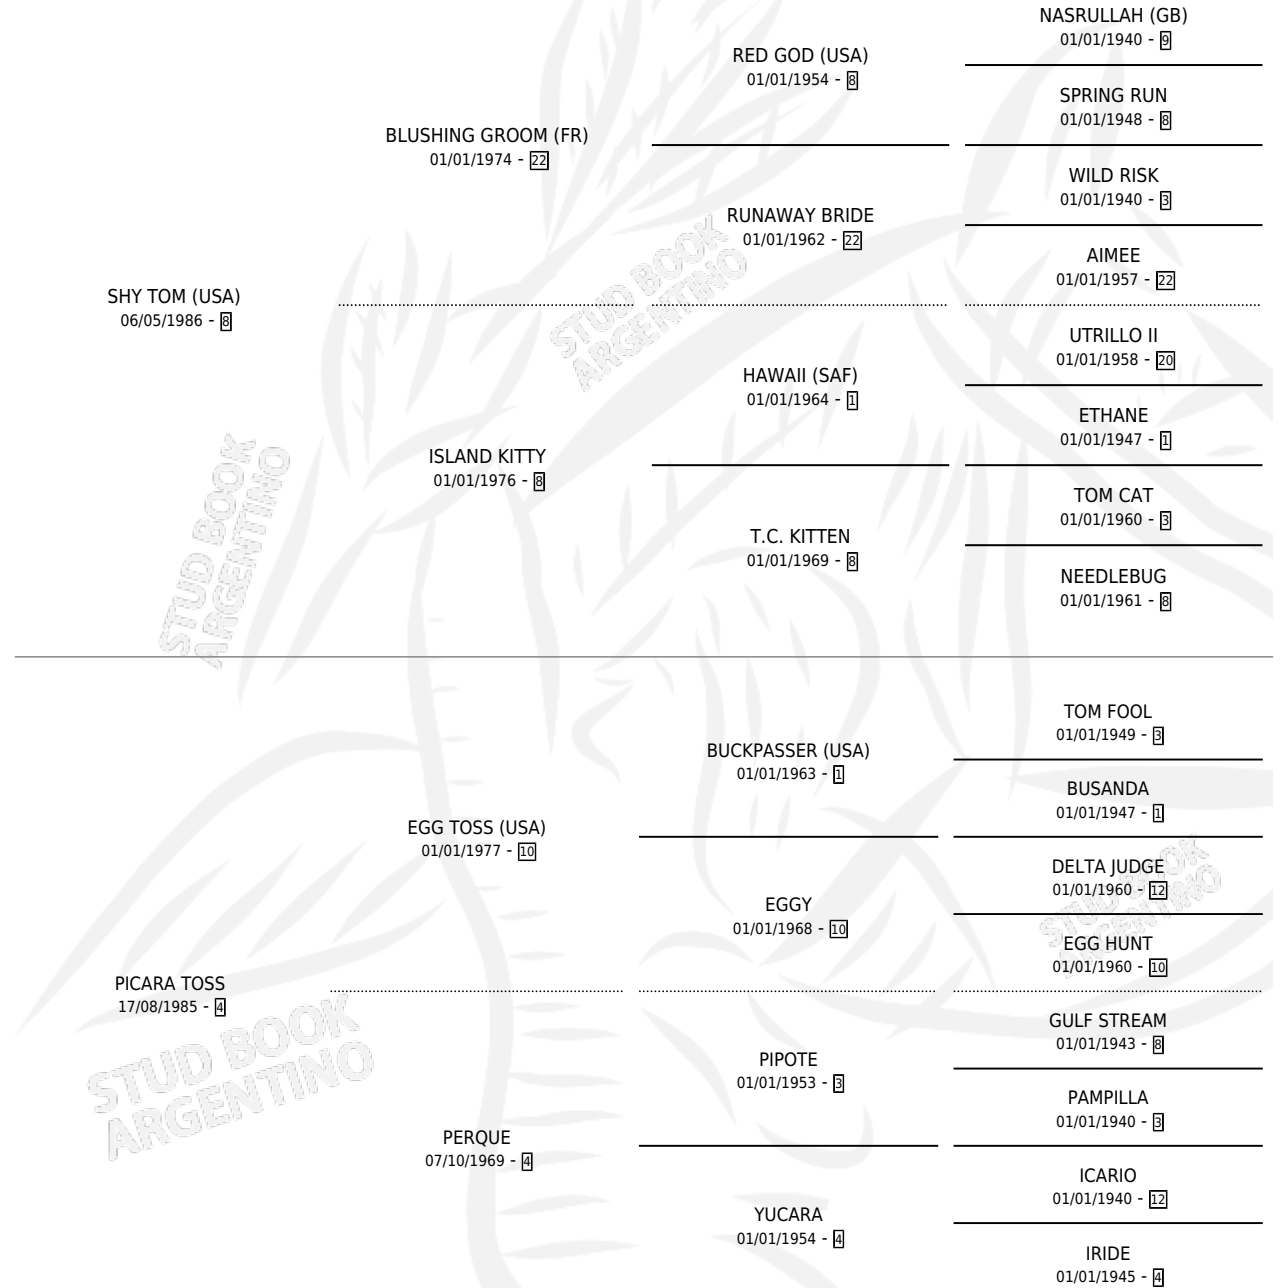 NASRULLAH (GB)
01/01/1940 - 9
RED GOD (USA)
01/01/1954 - 8
SPRING RUN
01/01/1948 - 8
BLUSHING GROOM (FR)
01/01/1974 - 22
WILD RISK
01/01/1940 - 3
RUNAWAY BRIDE
01/01/1962 - 22
AIMEE
01/01/1957 - 22
SHY TOM (USA)
06/05/1986 - 8
STUD BOOK
ARGENTINO
UTRILLO II
01/01/1958 - 20
HAWAII (SAF)
01/01/1964 - 1
ETHANE
01/01/1947 - 1
ISLAND KITTY
01/01/1976 - 8
TOM CAT
01/01/1960 - 3
T.C. KITTEN
01/01/1969 - 8
NEEDLEBUG
01/01/1961 - 8
STUD BOOK
ARGENTINO
TOM FOOL
01/01/1949 - 3
BUCKPASSER (USA)
01/01/1963 - 1
BUSANDA
01/01/1947 - 1
EGG TOSS (USA)
01/01/1977 - 10
DELTA JUDGE
01/01/1960 - 12
EGGY
01/01/1968 - 10
EGG HUNT
01/01/1960 - 10
STUD BOOK
ARGENTINO
PICARA TOSS
17/08/1985 - 4
GULF STREAM
01/01/1943 - 8
PIPOTE
01/01/1953 - 3
PAMPILLA
01/01/1940 - 3
STUD BOOK
ARGENTINO
PERQUE
07/10/1969 - 4
ICARIO
01/01/1940 - 12
YUCARA
01/01/1954 - 4
IRIDE
01/01/1945 - 4